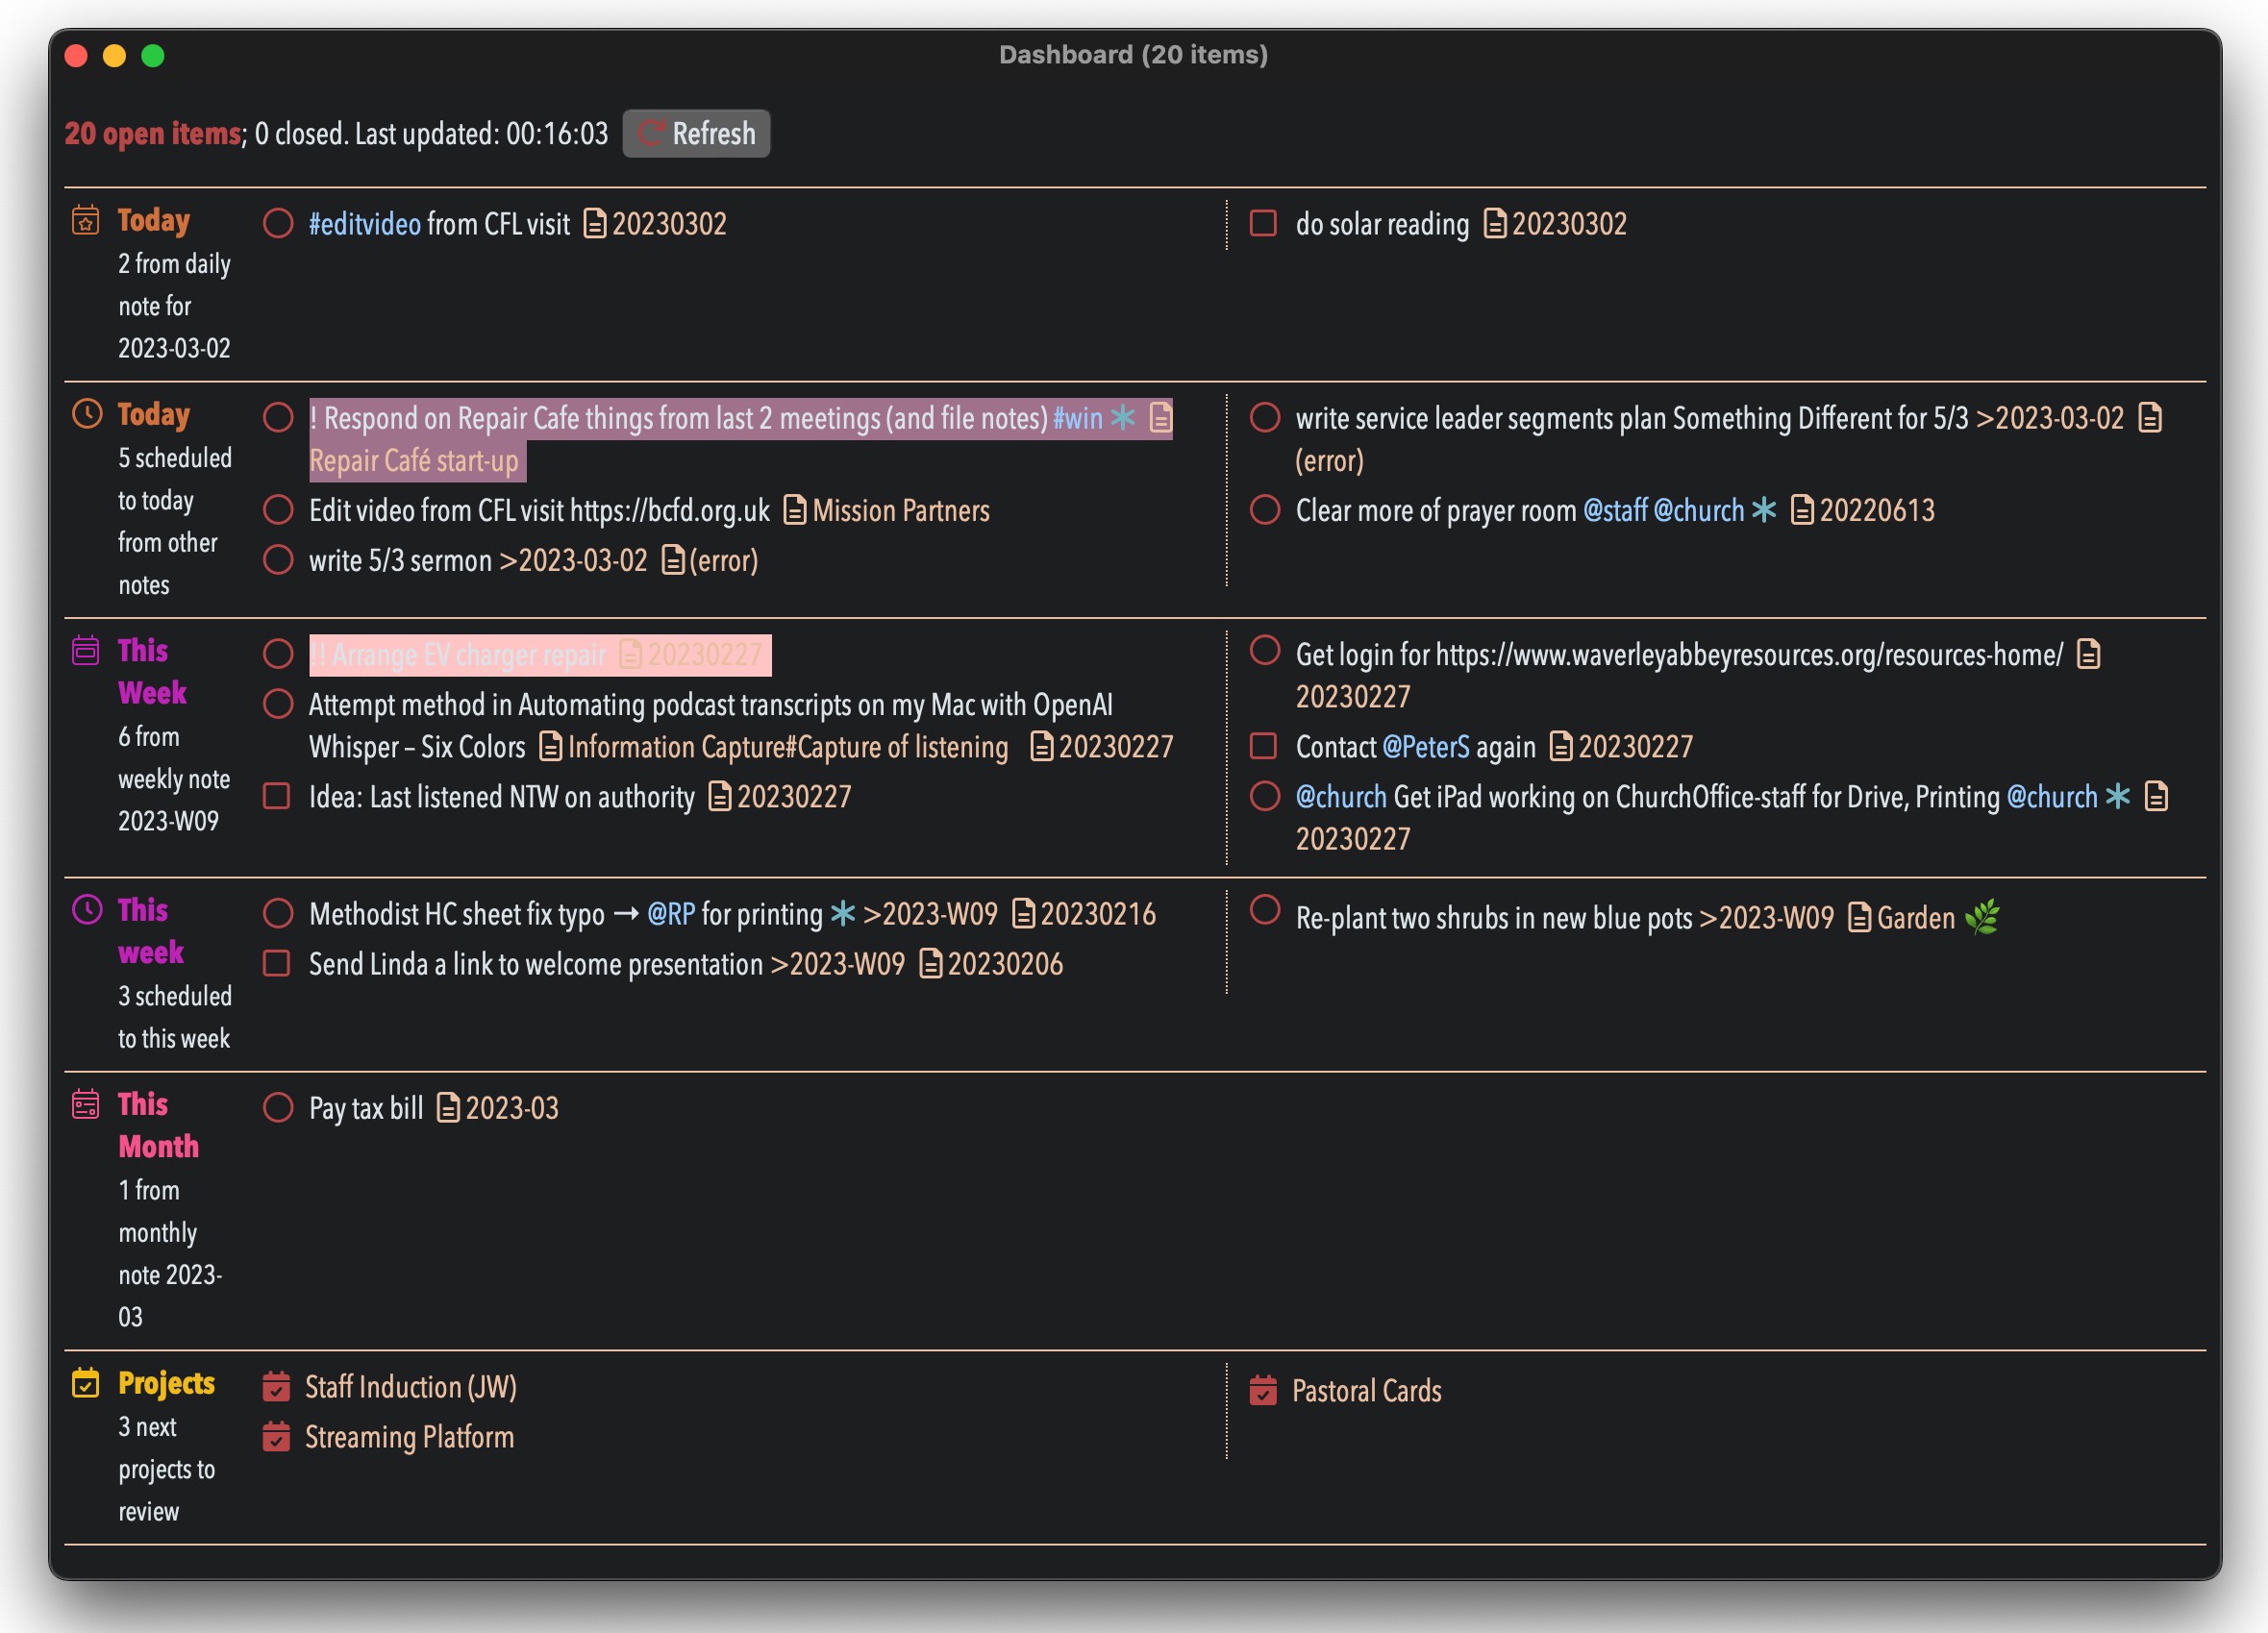 Dashboard (20 items)
20 open items; 0 closed. Last updated: 00:16:03 Refresh
Today
2 from daily
note for
2023-03-02
#editvideo from CFL visit 20230302
do solar reading 20230302
Today
5 scheduled
to today
from other
notes
! Respond on Repair Cafe things from last 2 meetings (and file notes) #win
Repair Café start-up
Edit video from CFL visit https://bcfd.org.uk Mission Partners
write 5/3 sermon >2023-03-02 (error)
write service leader segments plan Something Different for 5/3 >2023-03-02
(error)
Clear more of prayer room @staff @church 20220613
This
Week
6 from
weekly note
2023-W09
!! Arrange EV charger repair 20230227
Attempt method in Automating podcast transcripts on my Mac with OpenAI
Whisper – Six Colors Information Capture#Capture of listening 20230227
Idea: Last listened NTW on authority 20230227
Get login for https://www.waverleyabbeyresources.org/resources-home/
20230227
Contact @PeterS again 20230227
@church Get iPad working on ChurchOffice-staff for Drive, Printing @church
20230227
This
week
3 scheduled
to this week
Methodist HC sheet fix typo → @RP for printing >2023-W09 20230216
Send Linda a link to welcome presentation >2023-W09 20230206
Re-plant two shrubs in new blue pots >2023-W09 Garden 🌿
This
Month
1 from
monthly
note 2023-
03
Pay tax bill 2023-03
Projects
3 next
projects to
review
Staff Induction (JW)
Streaming Platform
Pastoral Cards